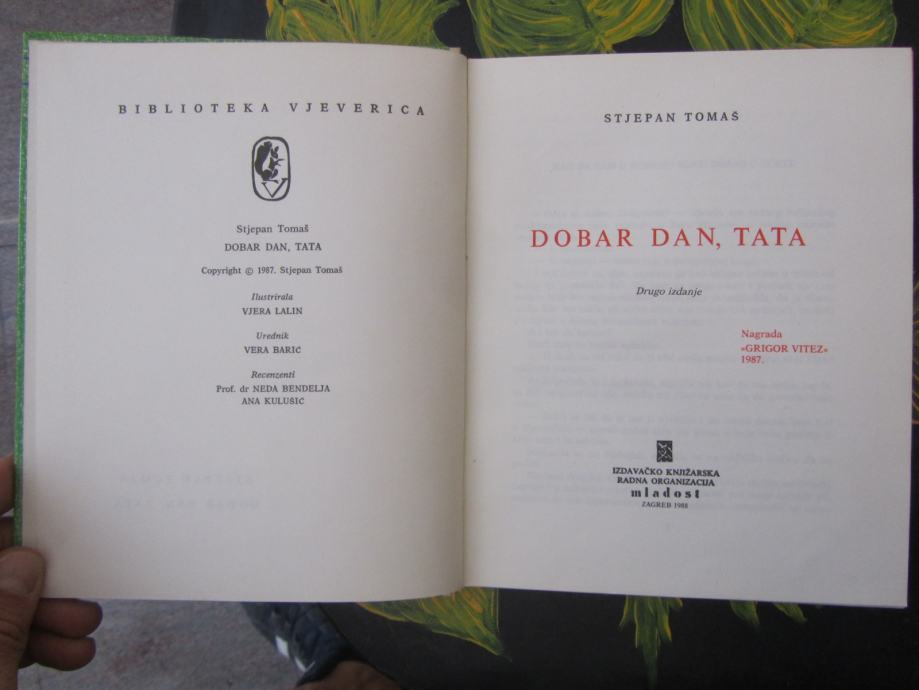 BIBLIOTEKA VJEVERICA
Stjepan Tomaš
DOBAR DAN, TATA
Copyright © 1987. Stjepan Tomaš
Ilustrirala
VJERA LALIN
Urednik
VERA BARIĆ
Recenzenti
Prof. dr NEDA BENDELJA
ANA KULUŠIĆ
STJEPAN TOMAŠ
DOBAR DAN, TATA
Drugo izdanje
Nagrada
»GRIGOR VITEZ«
1987.
IZDAVAČKO KNJIŽARSKA
RADNA ORGANIZACIJA
mladost
ZAGREB 1988